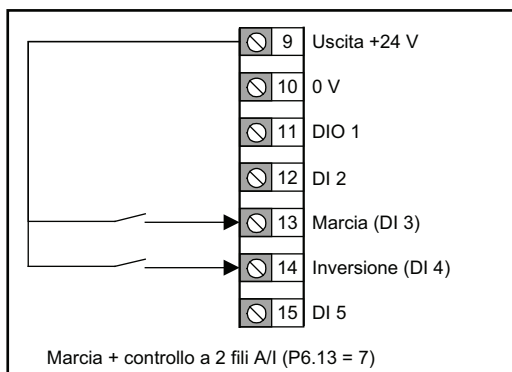 9 Uscita +24 V
10 0 V
11 DIO 1
12 DI 2
13 Marcia (DI 3)
14 Inversione (DI 4)
15 DI 5
Marcia + controllo a 2 fili A/I (P6.13 = 7)